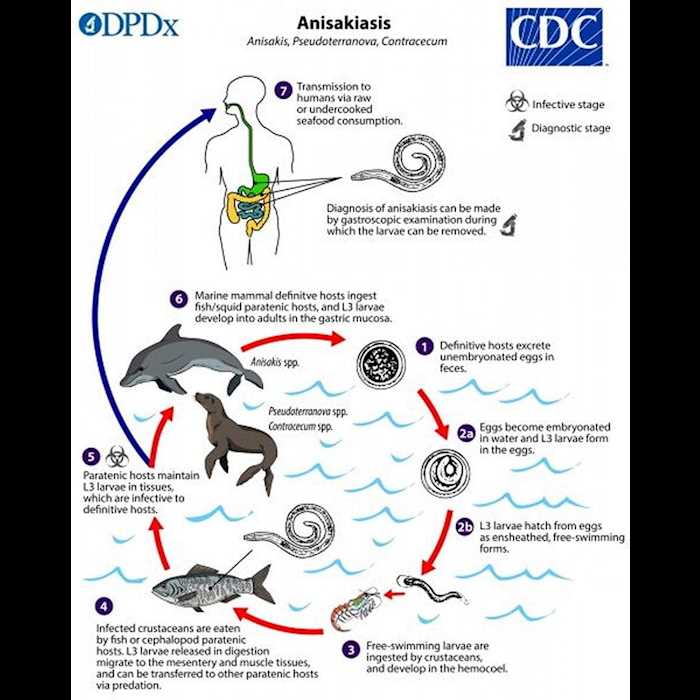 DPDx
Anisakiasis
Anisakis, Pseudoterranova, Contracecum
CDC
Infective stage
Diagnostic stage
7 Transmission to
humans via raw
or undercooked
seafood consumption.
Diagnosis of anisakiasis can be made
by gastroscopic examination during
which the larvae can be removed.
6 Marine mammal definitve hosts ingest
fish/squid paratenic hosts, and L3 larvae
develop into adults in the gastric mucosa.
Anisakis spp.
Pseudoterranova spp.
Contracecum spp.
1 Definitive hosts excrete
unembryonated eggs in
feces.
2a Eggs become embryonated
in water and L3 larvae form
in the eggs.
2b L3 larvae hatch from eggs
as ensheathed, free-swimming
forms.
3 Free-swimming larvae are
ingested by crustaceans,
and develop in the hemocoel.
4
Infected crustaceans are eaten
by fish or cephalopod paratenic
hosts. L3 larvae released in digestion
migrate to the mesentery and muscle tissues,
and can be transferred to other paratenic hosts
via predation.
5
Paratenic hosts maintain
L3 larvae in tissues,
which are infective to
definitive hosts.